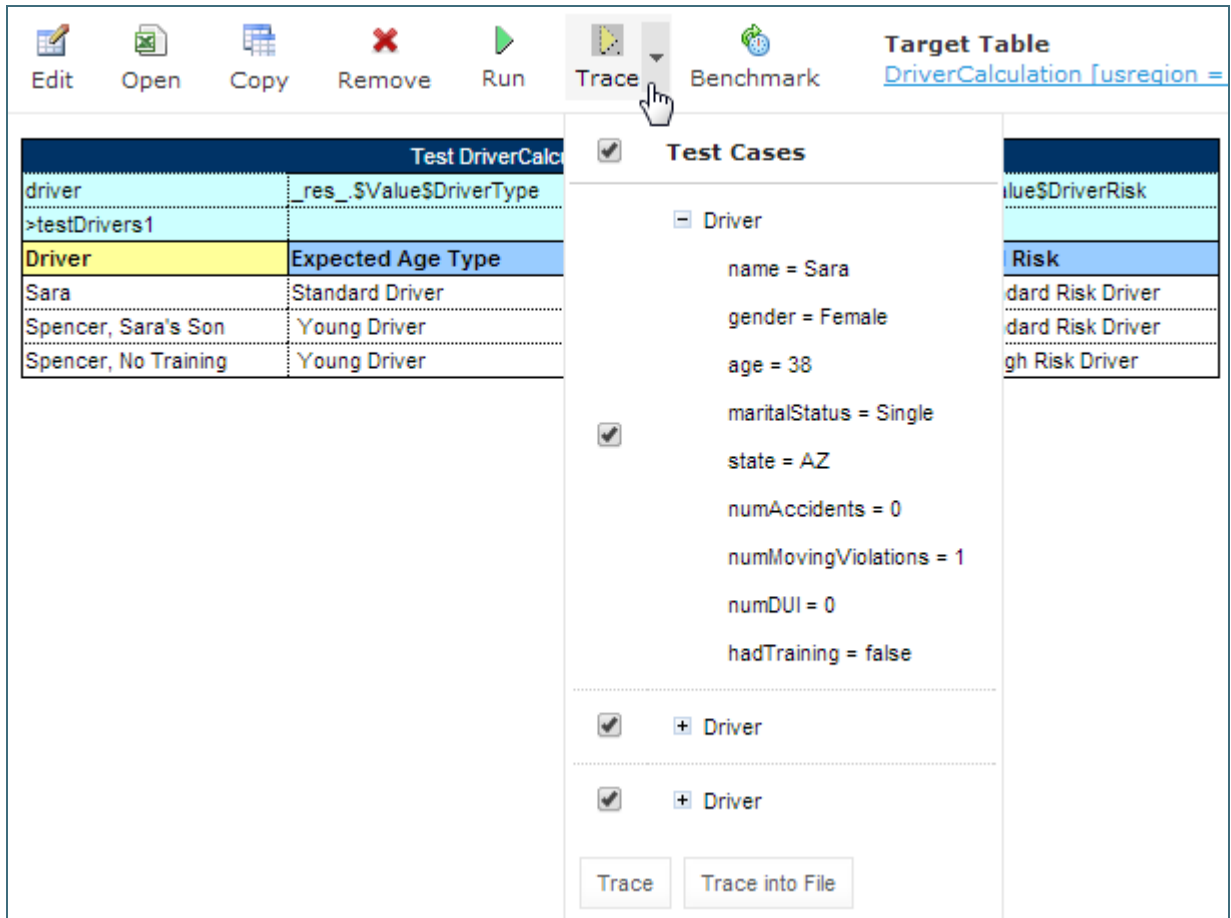 Edit Open Copy Remove Run Trace Benchmark
Target Table
DriverCalculation [usregion =
Test DriverCalcu
driver _res_.$Value$DriverType lue$DriverRisk
>testDrivers1
Driver Expected Age Type Risk
Sara Standard Driver dard Risk Driver
Spencer, Sara's Son Young Driver dard Risk Driver
Spencer, No Training Young Driver gh Risk Driver
Test Cases
Driver
name = Sara
gender = Female
age = 38
maritalStatus = Single
state = AZ
numAccidents = 0
numMovingViolations = 1
numDUI = 0
hadTraining = false
Driver
Driver
Trace Trace into File